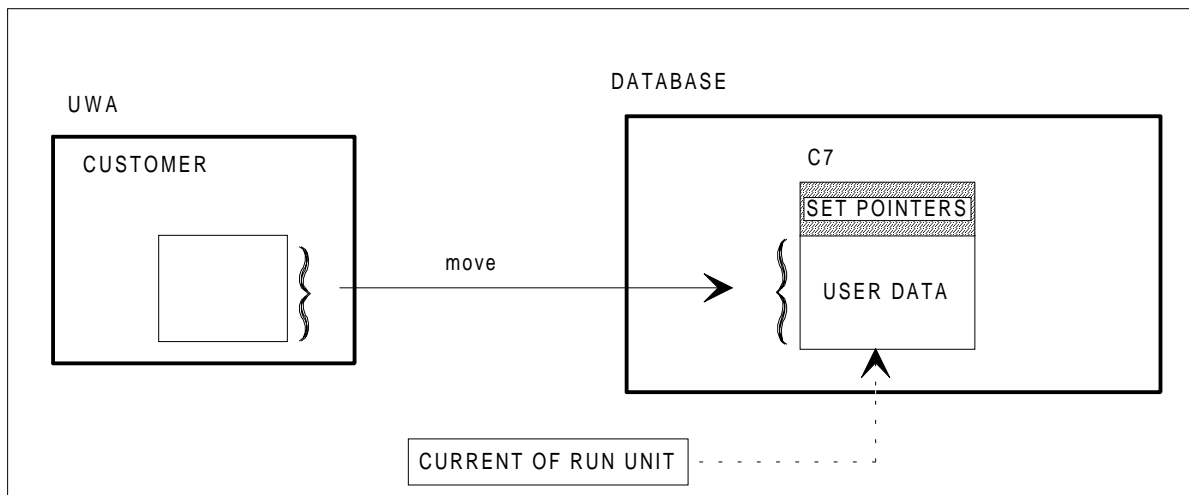 DATABASE
UWA
C7
CUSTOMER
SET POINTERS
move
USER DATA
CURRENT OF RUN UNIT